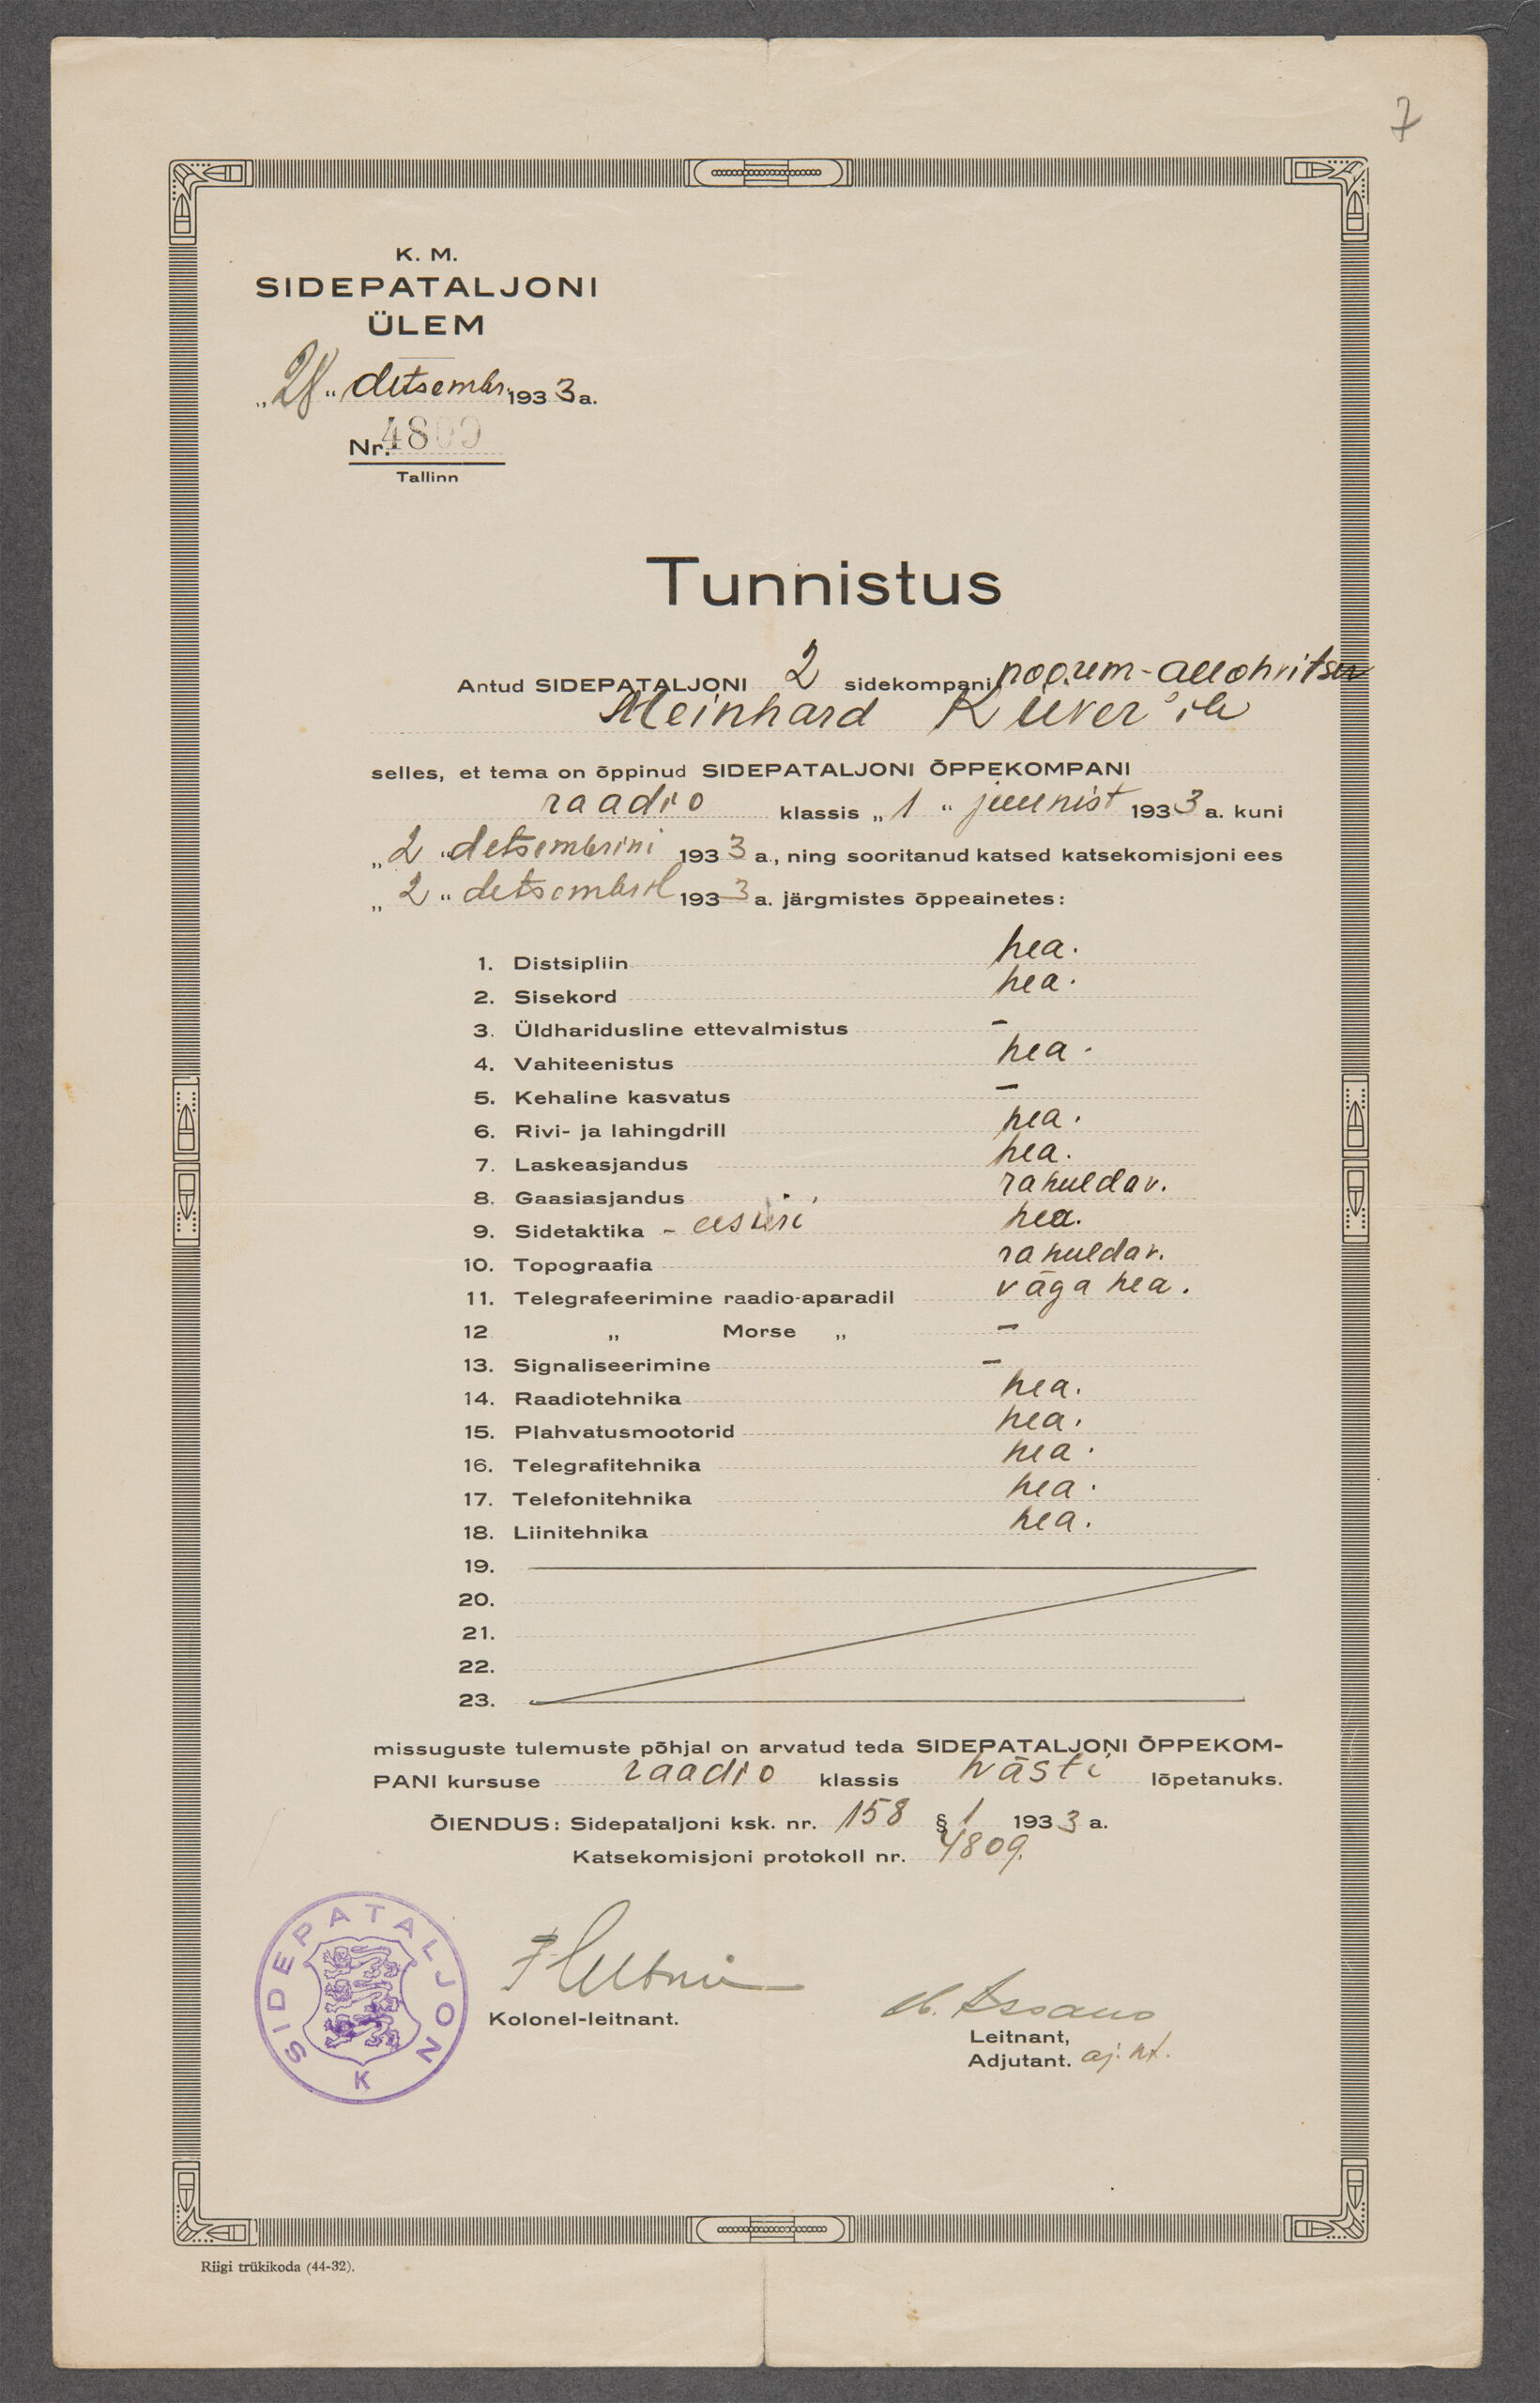 7
K. M.
SIDEPATALJONI
ÜLEM
„28“ detsembr. 1933 a.
Nr. 4809
Tallinn
Tunnistus
Antud SIDEPATALJONI 2 sidekompani noorem-allohvitser
Meinhard Küver'ile
selles, et tema on õppinud SIDEPATALJONI ÕPPEKOMPANI
raadio klassis „1“ juunist 1933 a. kuni
„2“ detsembrini 1933 a., ning sooritanud katsed katsekomisjoni ees
„2“ detsembril 1933 a. järgmistes õppeainetes:
1. Distsipliin hea.
2. Sisekord hea.
3. Üldharidusline ettevalmistus –
4. Vahiteenistus hea.
5. Kehaline kasvatus –
6. Rivi- ja lahingdrill hea.
7. Laskeasjandus hea.
8. Gaasiasjandus rahuldav.
9. Sidetaktika – hea.
10. Topograafia rahuldav.
11. Telegrafeerimine raadio-aparadil väga hea.
12 „ Morse „ –
13. Signaliseerimine –
14. Raadiotehnika hea.
15. Plahvatusmootorid hea.
16. Telegrafitehnika hea.
17. Telefonitehnika hea.
18. Liinitehnika hea.
19.
20.
21.
22.
23.
missuguste tulemuste põhjal on arvatud teda SIDEPATALJONI ÕPPEKOM-
PANI kursuse raadio klassis hästi lõpetanuks.
ÕIENDUS: Sidepataljoni ksk. nr. 158 § 1 1933 a.
Katsekomisjoni protokoll nr. 4809.
SIDEPATALJON
K
Kolonel-leitnant.
Leitnant,
Adjutant. aj. kt.
Riigi trükikoda (44-32).